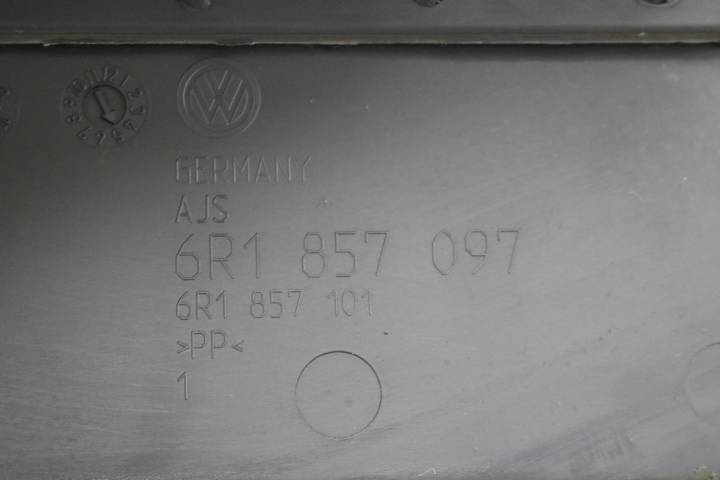 GERMANY
AJS
6R1 857 097
6R1 857 101
>PP<
1